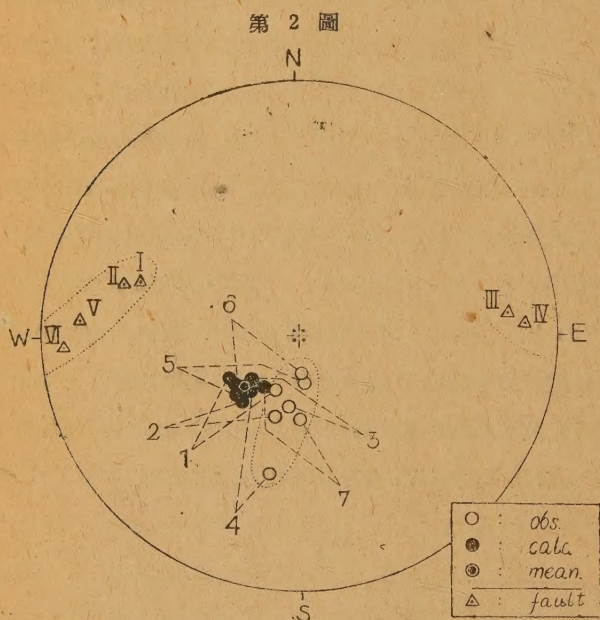 第 2 圖
N
I
II
III
V
IV
VI
W
E
6
5
2
3
1
7
4
S
obs.
calc.
mean.
fault